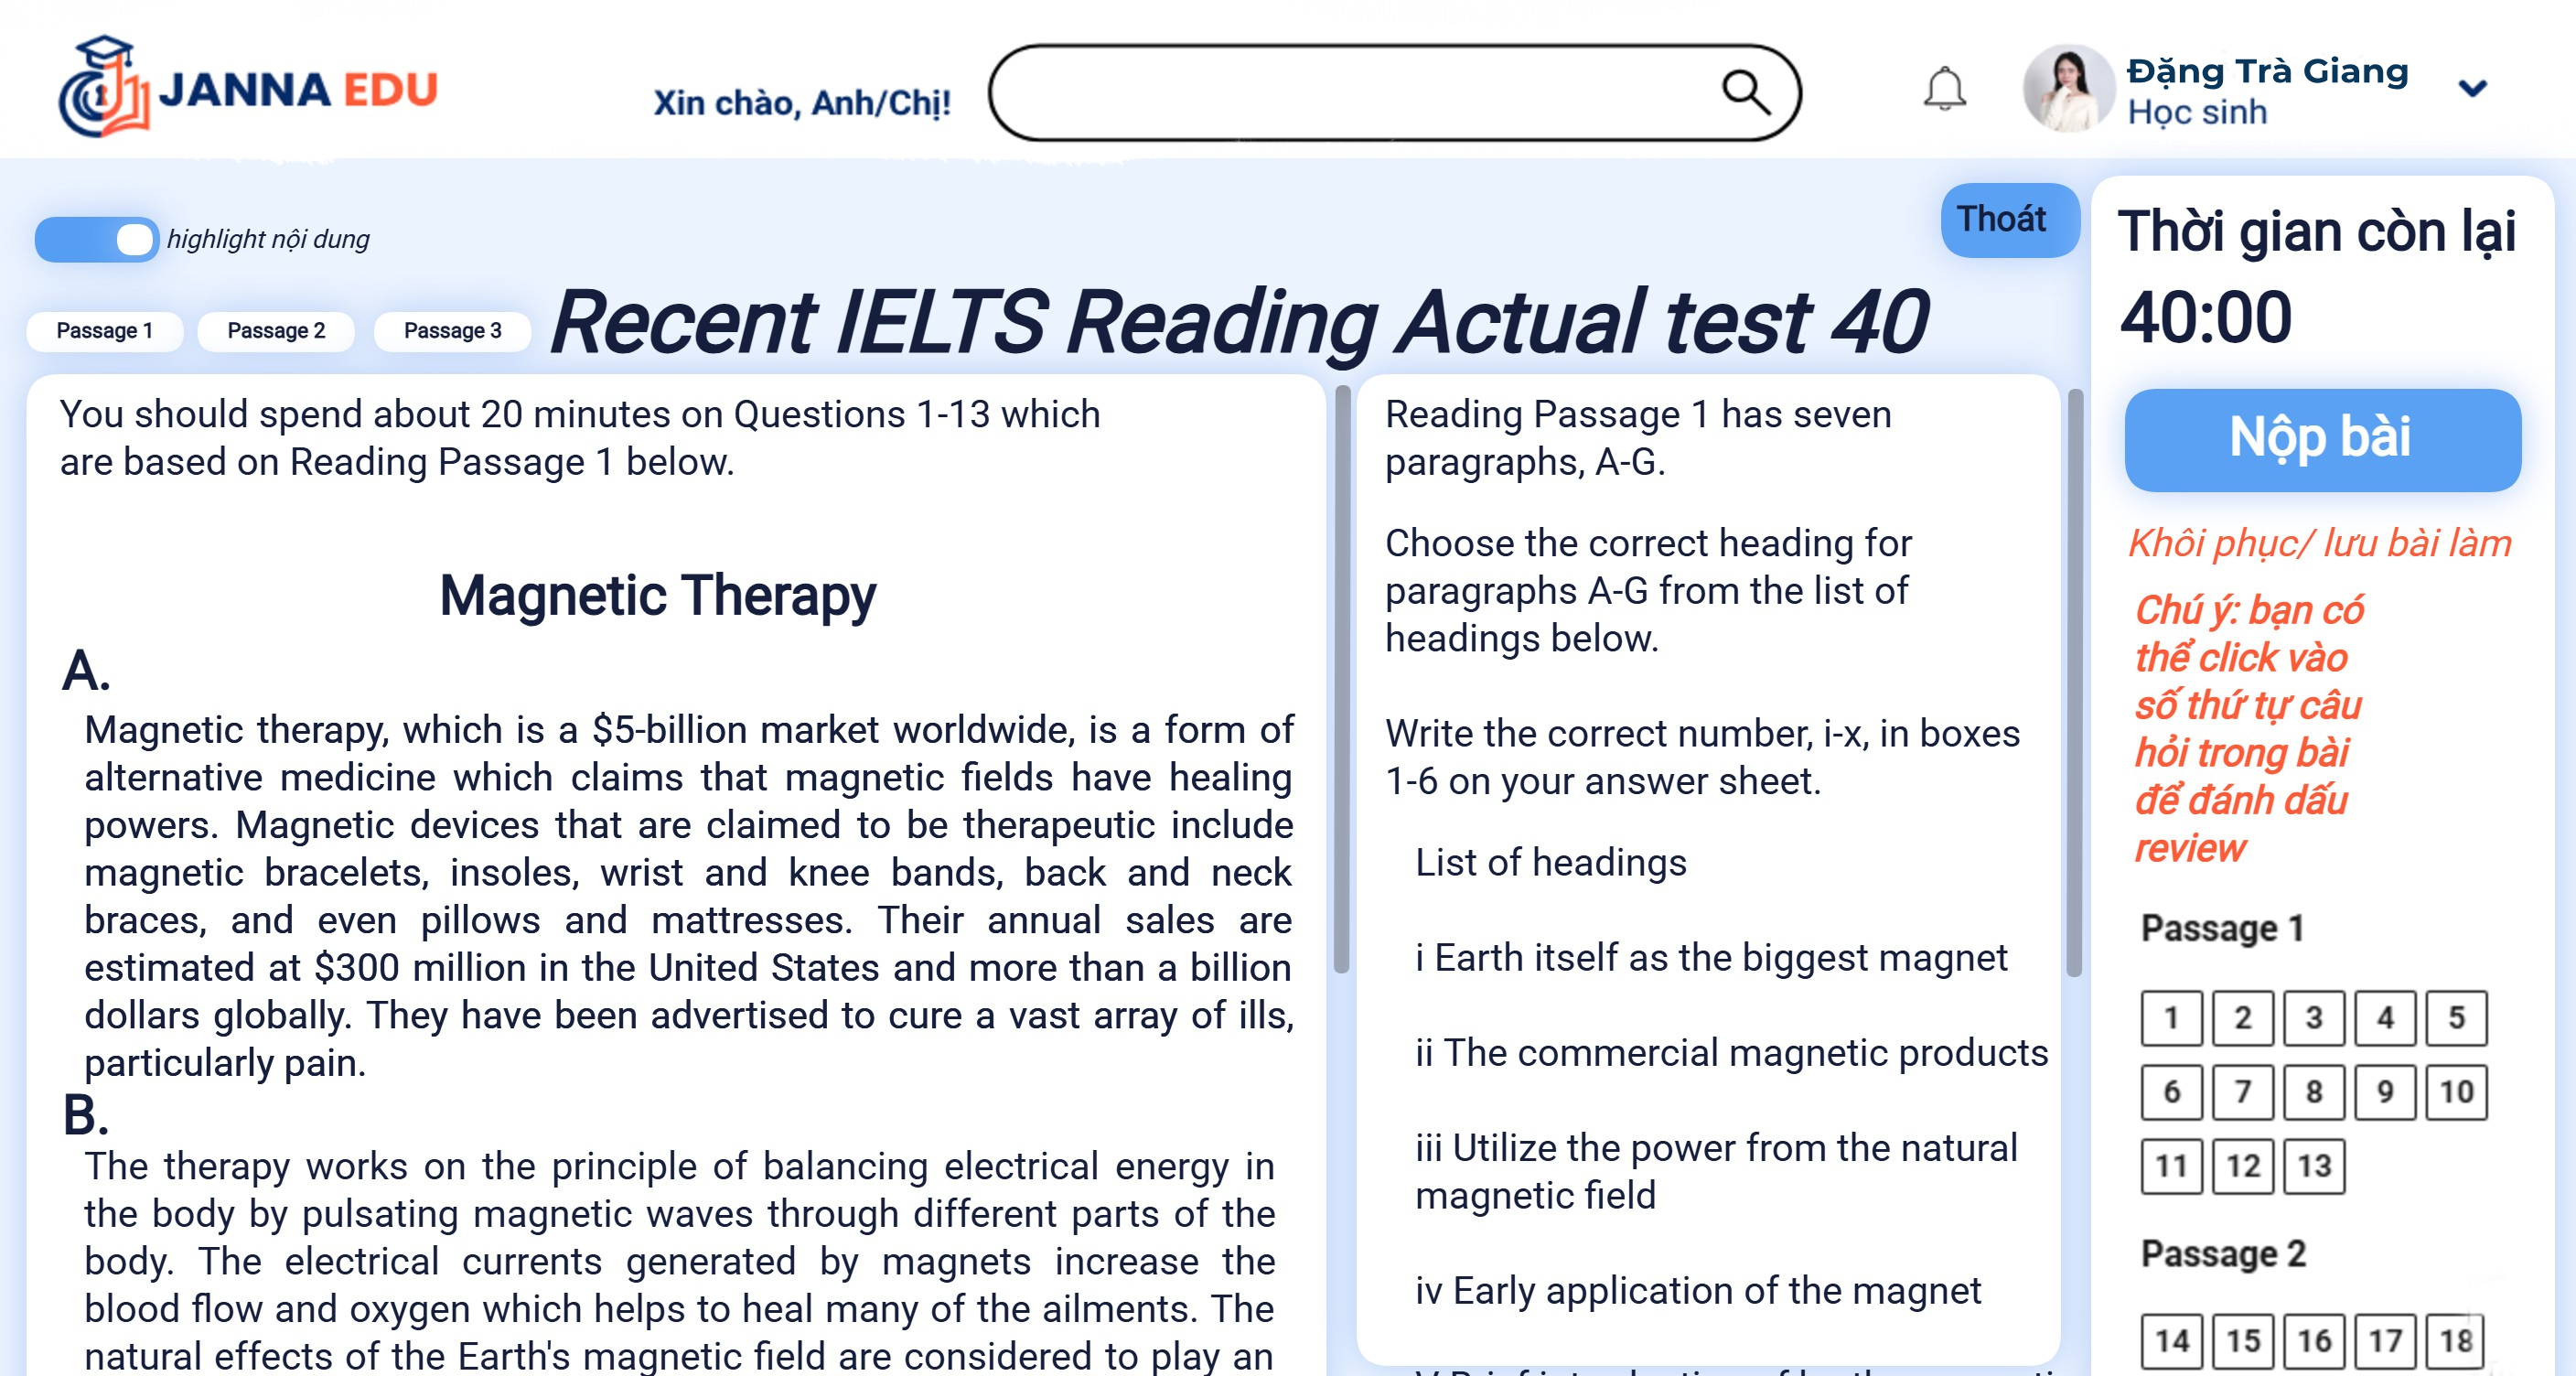 JANNA EDU
Xin chào, Anh/Chị!
Đặng Trà Giang
Học sinh
highlight nội dung
Thoát
Passage 1
Passage 2
Passage 3
Recent IELTS Reading Actual test 40
You should spend about 20 minutes on Questions 1-13 which
are based on Reading Passage 1 below.
Magnetic Therapy
A.
Magnetic therapy, which is a $5-billion market worldwide, is a form of
alternative medicine which claims that magnetic fields have healing
powers. Magnetic devices that are claimed to be therapeutic include
magnetic bracelets, insoles, wrist and knee bands, back and neck
braces, and even pillows and mattresses. Their annual sales are
estimated at $300 million in the United States and more than a billion
dollars globally. They have been advertised to cure a vast array of ills,
particularly pain.
B.
The therapy works on the principle of balancing electrical energy in
the body by pulsating magnetic waves through different parts of the
body. The electrical currents generated by magnets increase the
blood flow and oxygen which helps to heal many of the ailments. The
natural effects of the Earth's magnetic field are considered to play an
Reading Passage 1 has seven
paragraphs, A-G.
Choose the correct heading for
paragraphs A-G from the list of
headings below.
Write the correct number, i-x, in boxes
1-6 on your answer sheet.
List of headings
i Earth itself as the biggest magnet
ii The commercial magnetic products
iii Utilize the power from the natural
magnetic field
iv Early application of the magnet
Thời gian còn lại
40:00
Nộp bài
Khôi phục/ lưu bài làm
Chú ý: bạn có
thể click vào
số thứ tự câu
hỏi trong bài
để đánh dấu
review
Passage 1
1 2 3 4 5
6 7 8 9 10
11 12 13
Passage 2
14 15 16 17 18